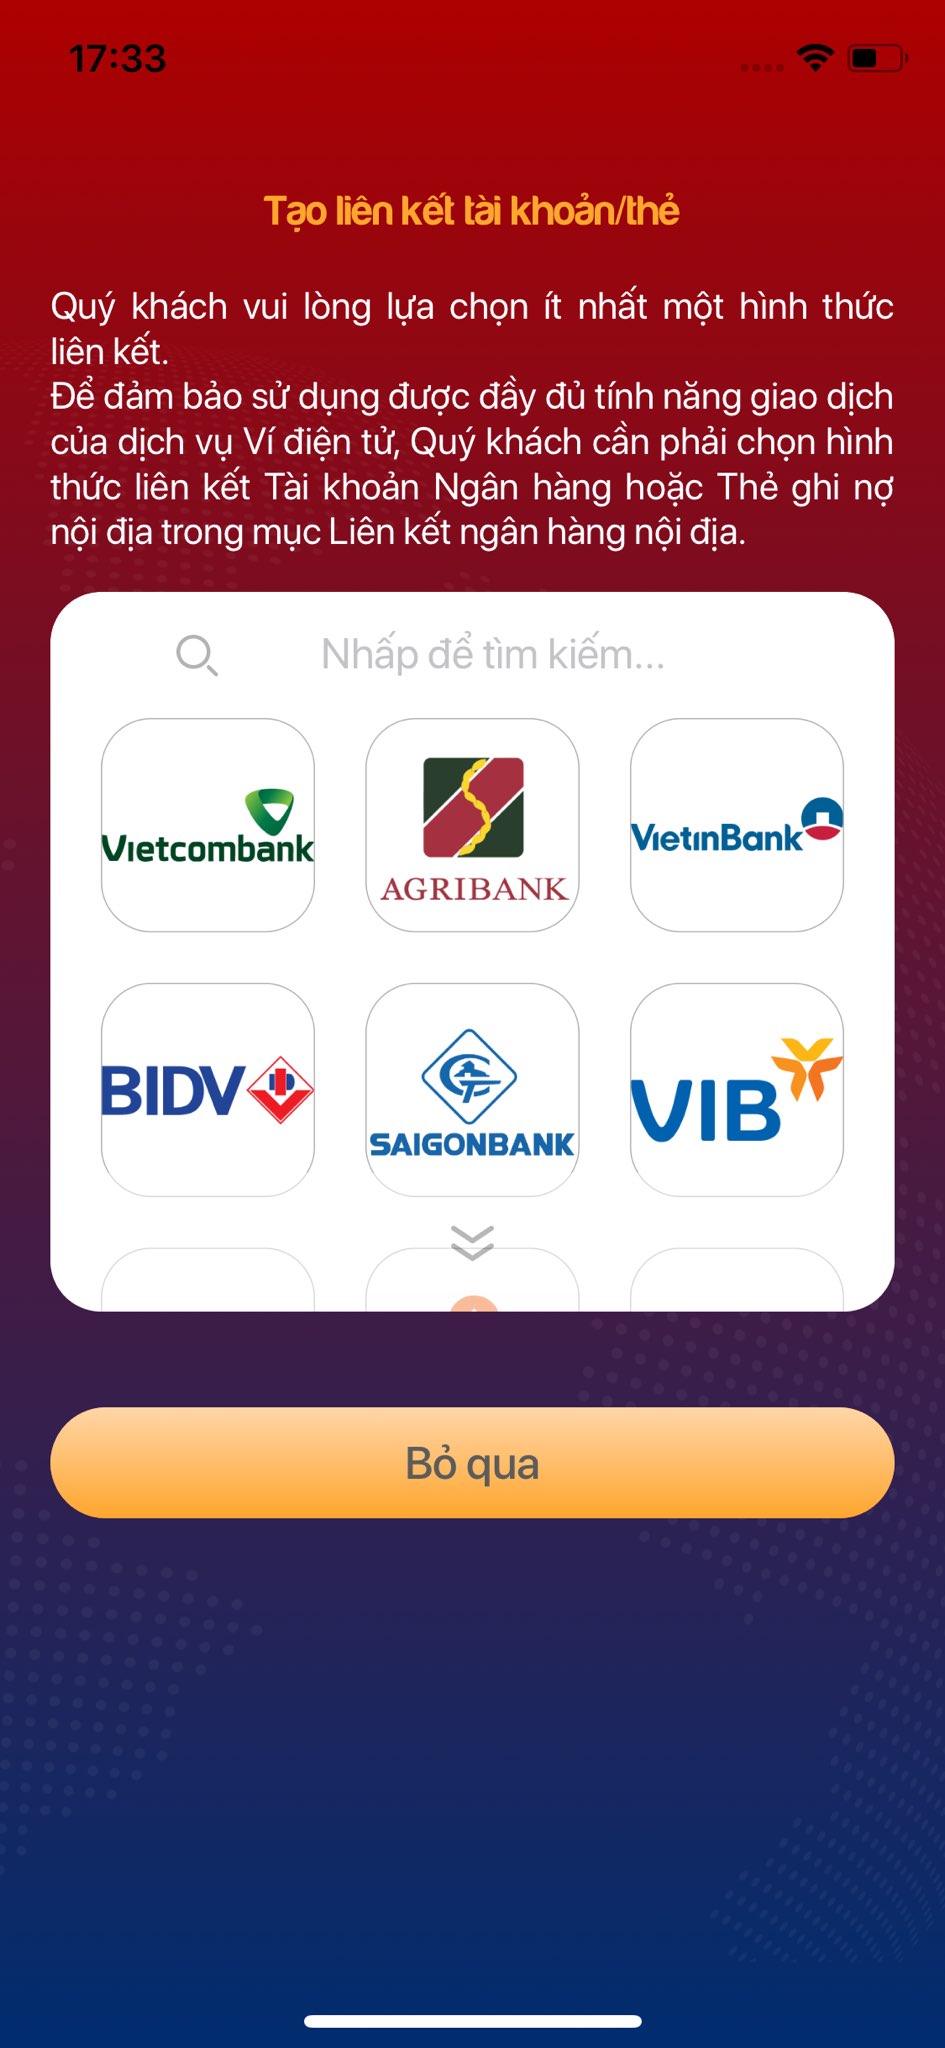 17:33
Tạo liên kết tài khoản/thẻ
Quý khách vui lòng lựa chọn ít nhất một hình thức
liên kết.
Để đảm bảo sử dụng được đầy đủ tính năng giao dịch
của dịch vụ Ví điện tử, Quý khách cần phải chọn hình
thức liên kết Tài khoản Ngân hàng hoặc Thẻ ghi nợ
nội địa trong mục Liên kết ngân hàng nội địa.
Nhấp để tìm kiếm...
Vietcombank
AGRIBANK
VietinBank
BIDV
SAIGONBANK
VIB
Bỏ qua